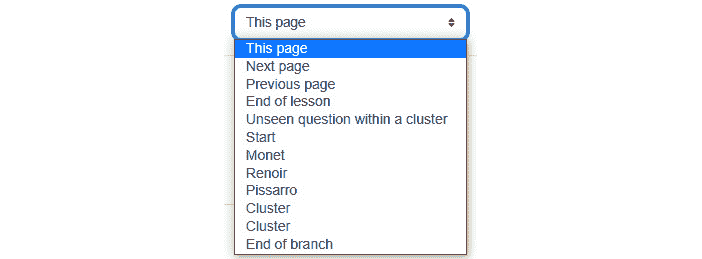 This page
This page
Next page
Previous page
End of lesson
Unseen question within a cluster
Start
Monet
Renoir
Pissarro
Cluster
Cluster
End of branch